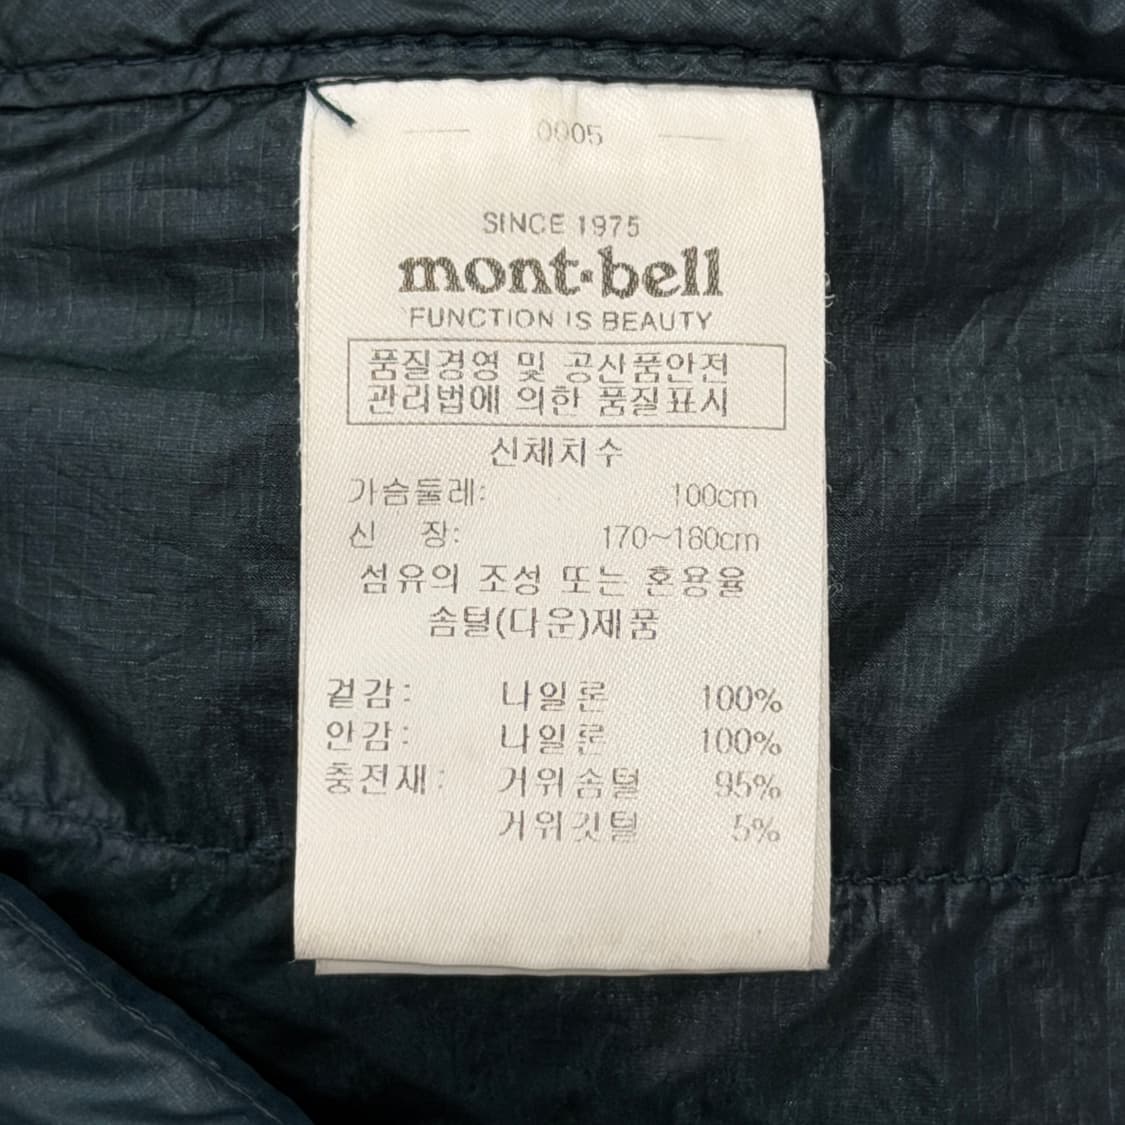 0005
SINCE 1975
mont·bell
FUNCTION IS BEAUTY
품질경영 및 공산품안전
관리법에 의한 품질표시
신체치수
가슴둘레: 100cm
신 장: 170~180cm
섬유의 조성 또는 혼용율
솜털(다운)제품
겉감: 나일론 100%
안감: 나일론 100%
충전재: 거위솜털 95%
거위깃털 5%